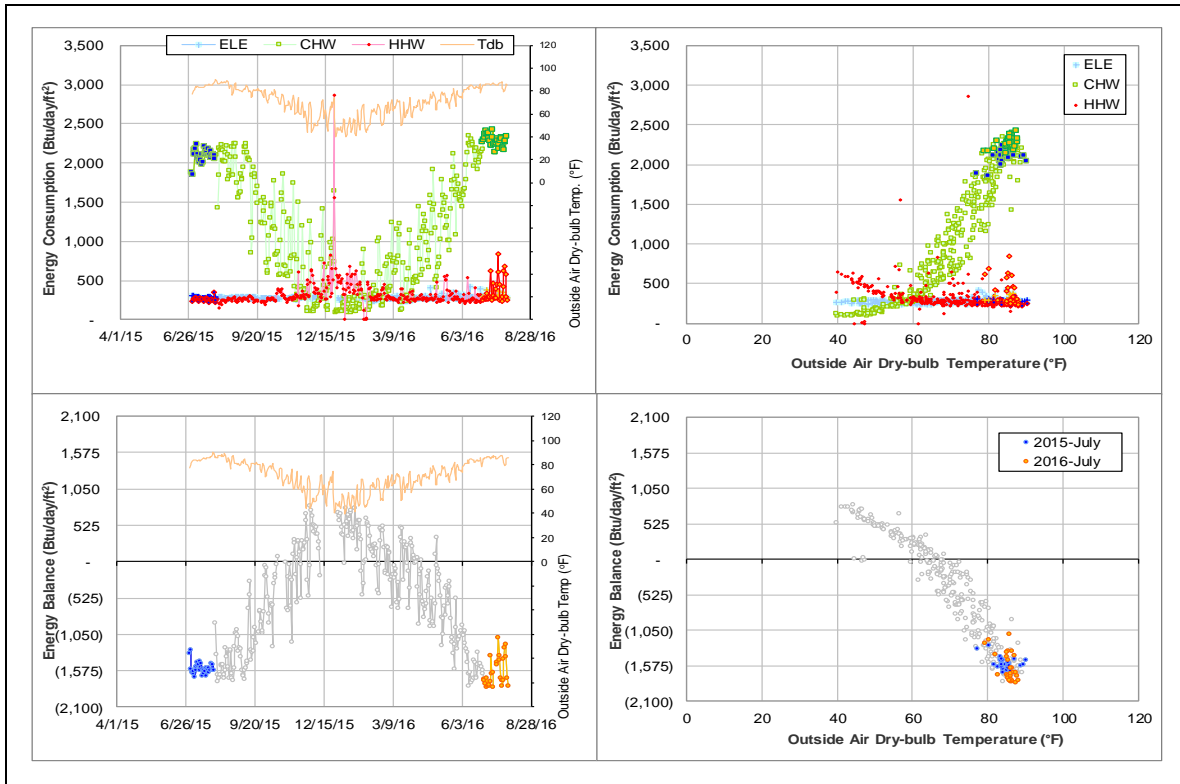 ELE CHW HHW Tdb
Energy Consumption (Btu/day/ft²)
3,500
3,000
2,500
2,000
1,500
1,000
500
-
120
100
80
60
40
20
0
Outside Air Dry-bulb Temp. (°F)
4/1/15 6/26/15 9/20/15 12/15/15 3/9/16 6/3/16 8/28/16
Energy Consumption (Btu/day/ft²)
3,500
3,000
2,500
2,000
1,500
1,000
500
-
ELE
CHW
HHW
0 20 40 60 80 100 120
Outside Air Dry-bulb Temperature (°F)
Energy Balance (Btu/day/ft²)
2,100
1,575
1,050
525
-
(525)
(1,050)
(1,575)
(2,100)
120
100
80
60
40
20
0
Outside Air Dry-bulb Temp (°F)
4/1/15 6/26/15 9/20/15 12/15/15 3/9/16 6/3/16 8/28/16
Energy Balance (Btu/day/ft²)
2,100
1,575
1,050
525
-
(525)
(1,050)
(1,575)
(2,100)
2015-July
2016-July
0 20 40 60 80 100 120
Outside Air Dry-bulb Temperature (°F)